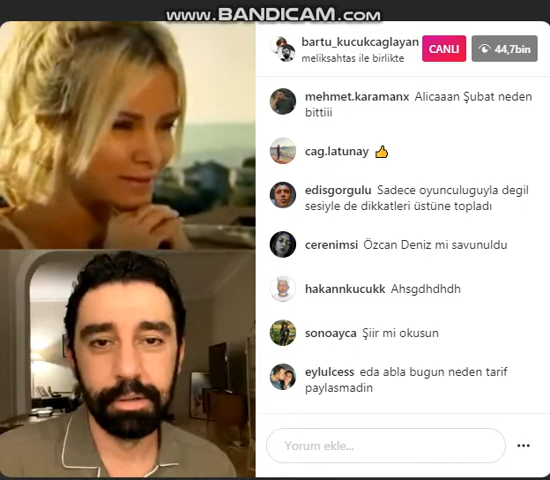 www.BANDICAM.com
bartu_kucukcaglayan
meliksahtas ile birlikte
CANLI
44,7bin
mehmet.karamanx Alicaaan Şubat neden
bittiii
cag.latunay 👍
edisgorgulu Sadece oyunculuguyla degil
sesiyle de dikkatleri üstüne topladı
cerenimsi Özcan Deniz mi savunuldu
hakannkucukk Ahsgdhdhdh
sonoayca Şiir mi okusun
eylulcess eda abla bugun neden tarif
paylasmadin
Yorum ekle...